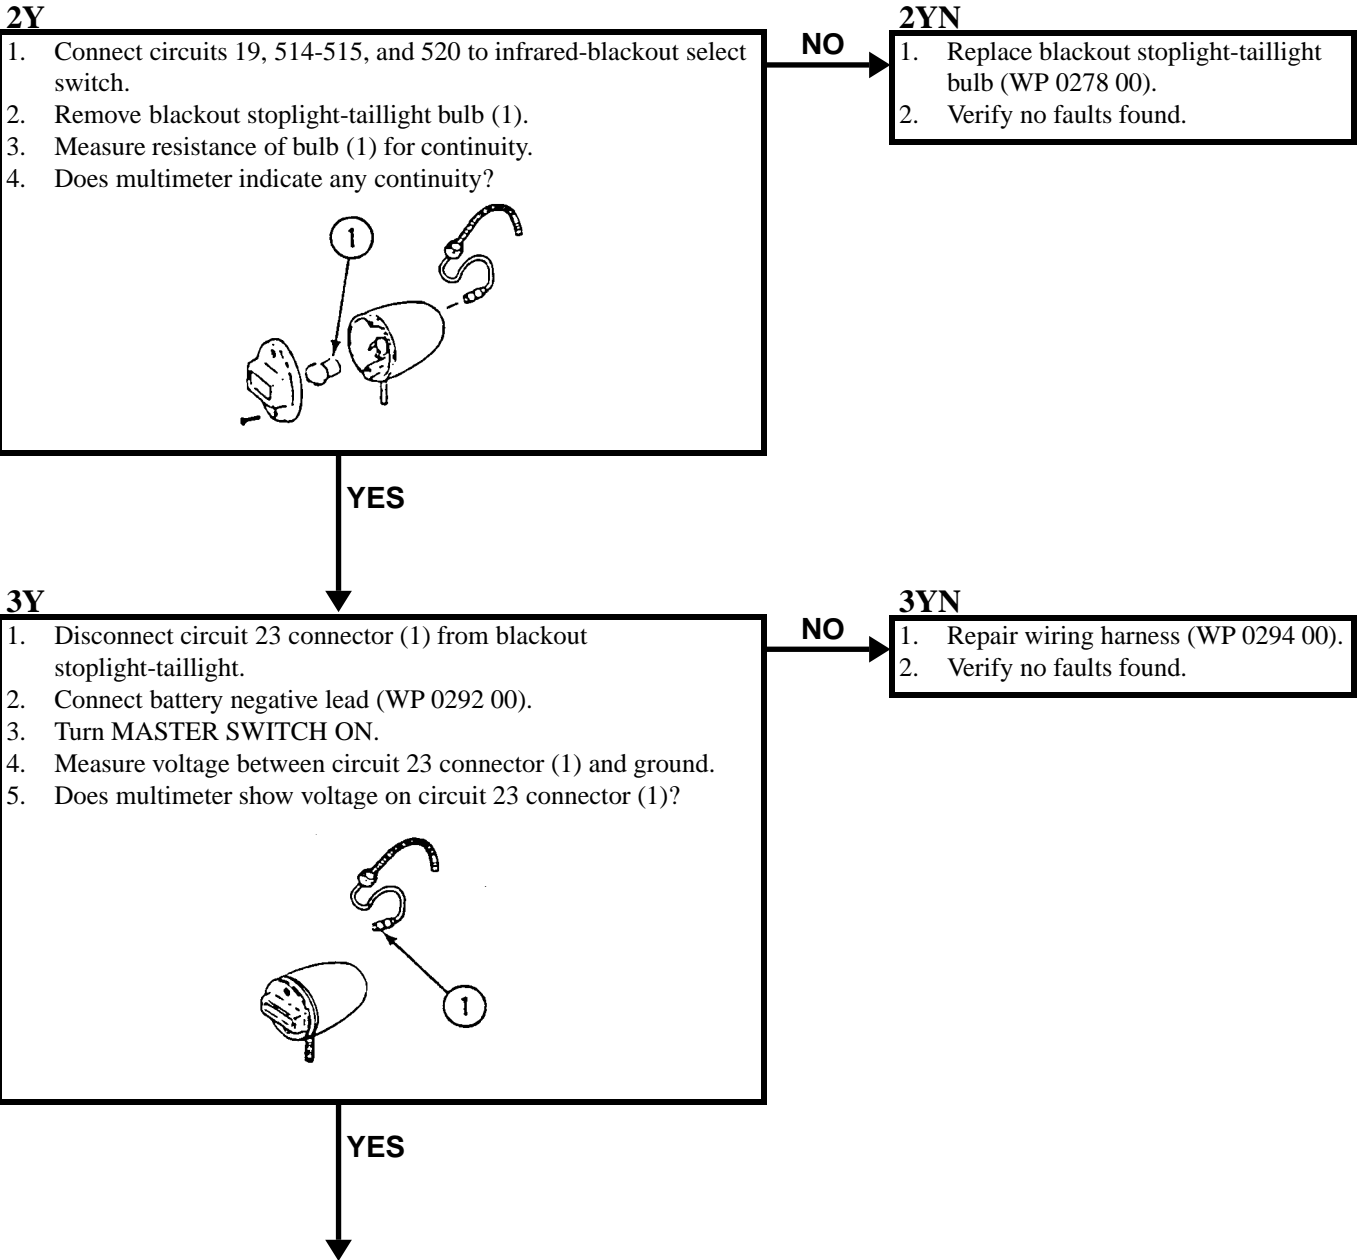 2Y
1. Connect circuits 19, 514-515, and 520 to infrared-blackout select
switch.
2. Remove blackout stoplight-taillight bulb (1).
3. Measure resistance of bulb (1) for continuity.
4. Does multimeter indicate any continuity?
1
NO
2YN
1. Replace blackout stoplight-taillight
bulb (WP 0278 00).
2. Verify no faults found.
YES
3Y
1. Disconnect circuit 23 connector (1) from blackout
stoplight-taillight.
2. Connect battery negative lead (WP 0292 00).
3. Turn MASTER SWITCH ON.
4. Measure voltage between circuit 23 connector (1) and ground.
5. Does multimeter show voltage on circuit 23 connector (1)?
1
NO
3YN
1. Repair wiring harness (WP 0294 00).
2. Verify no faults found.
YES